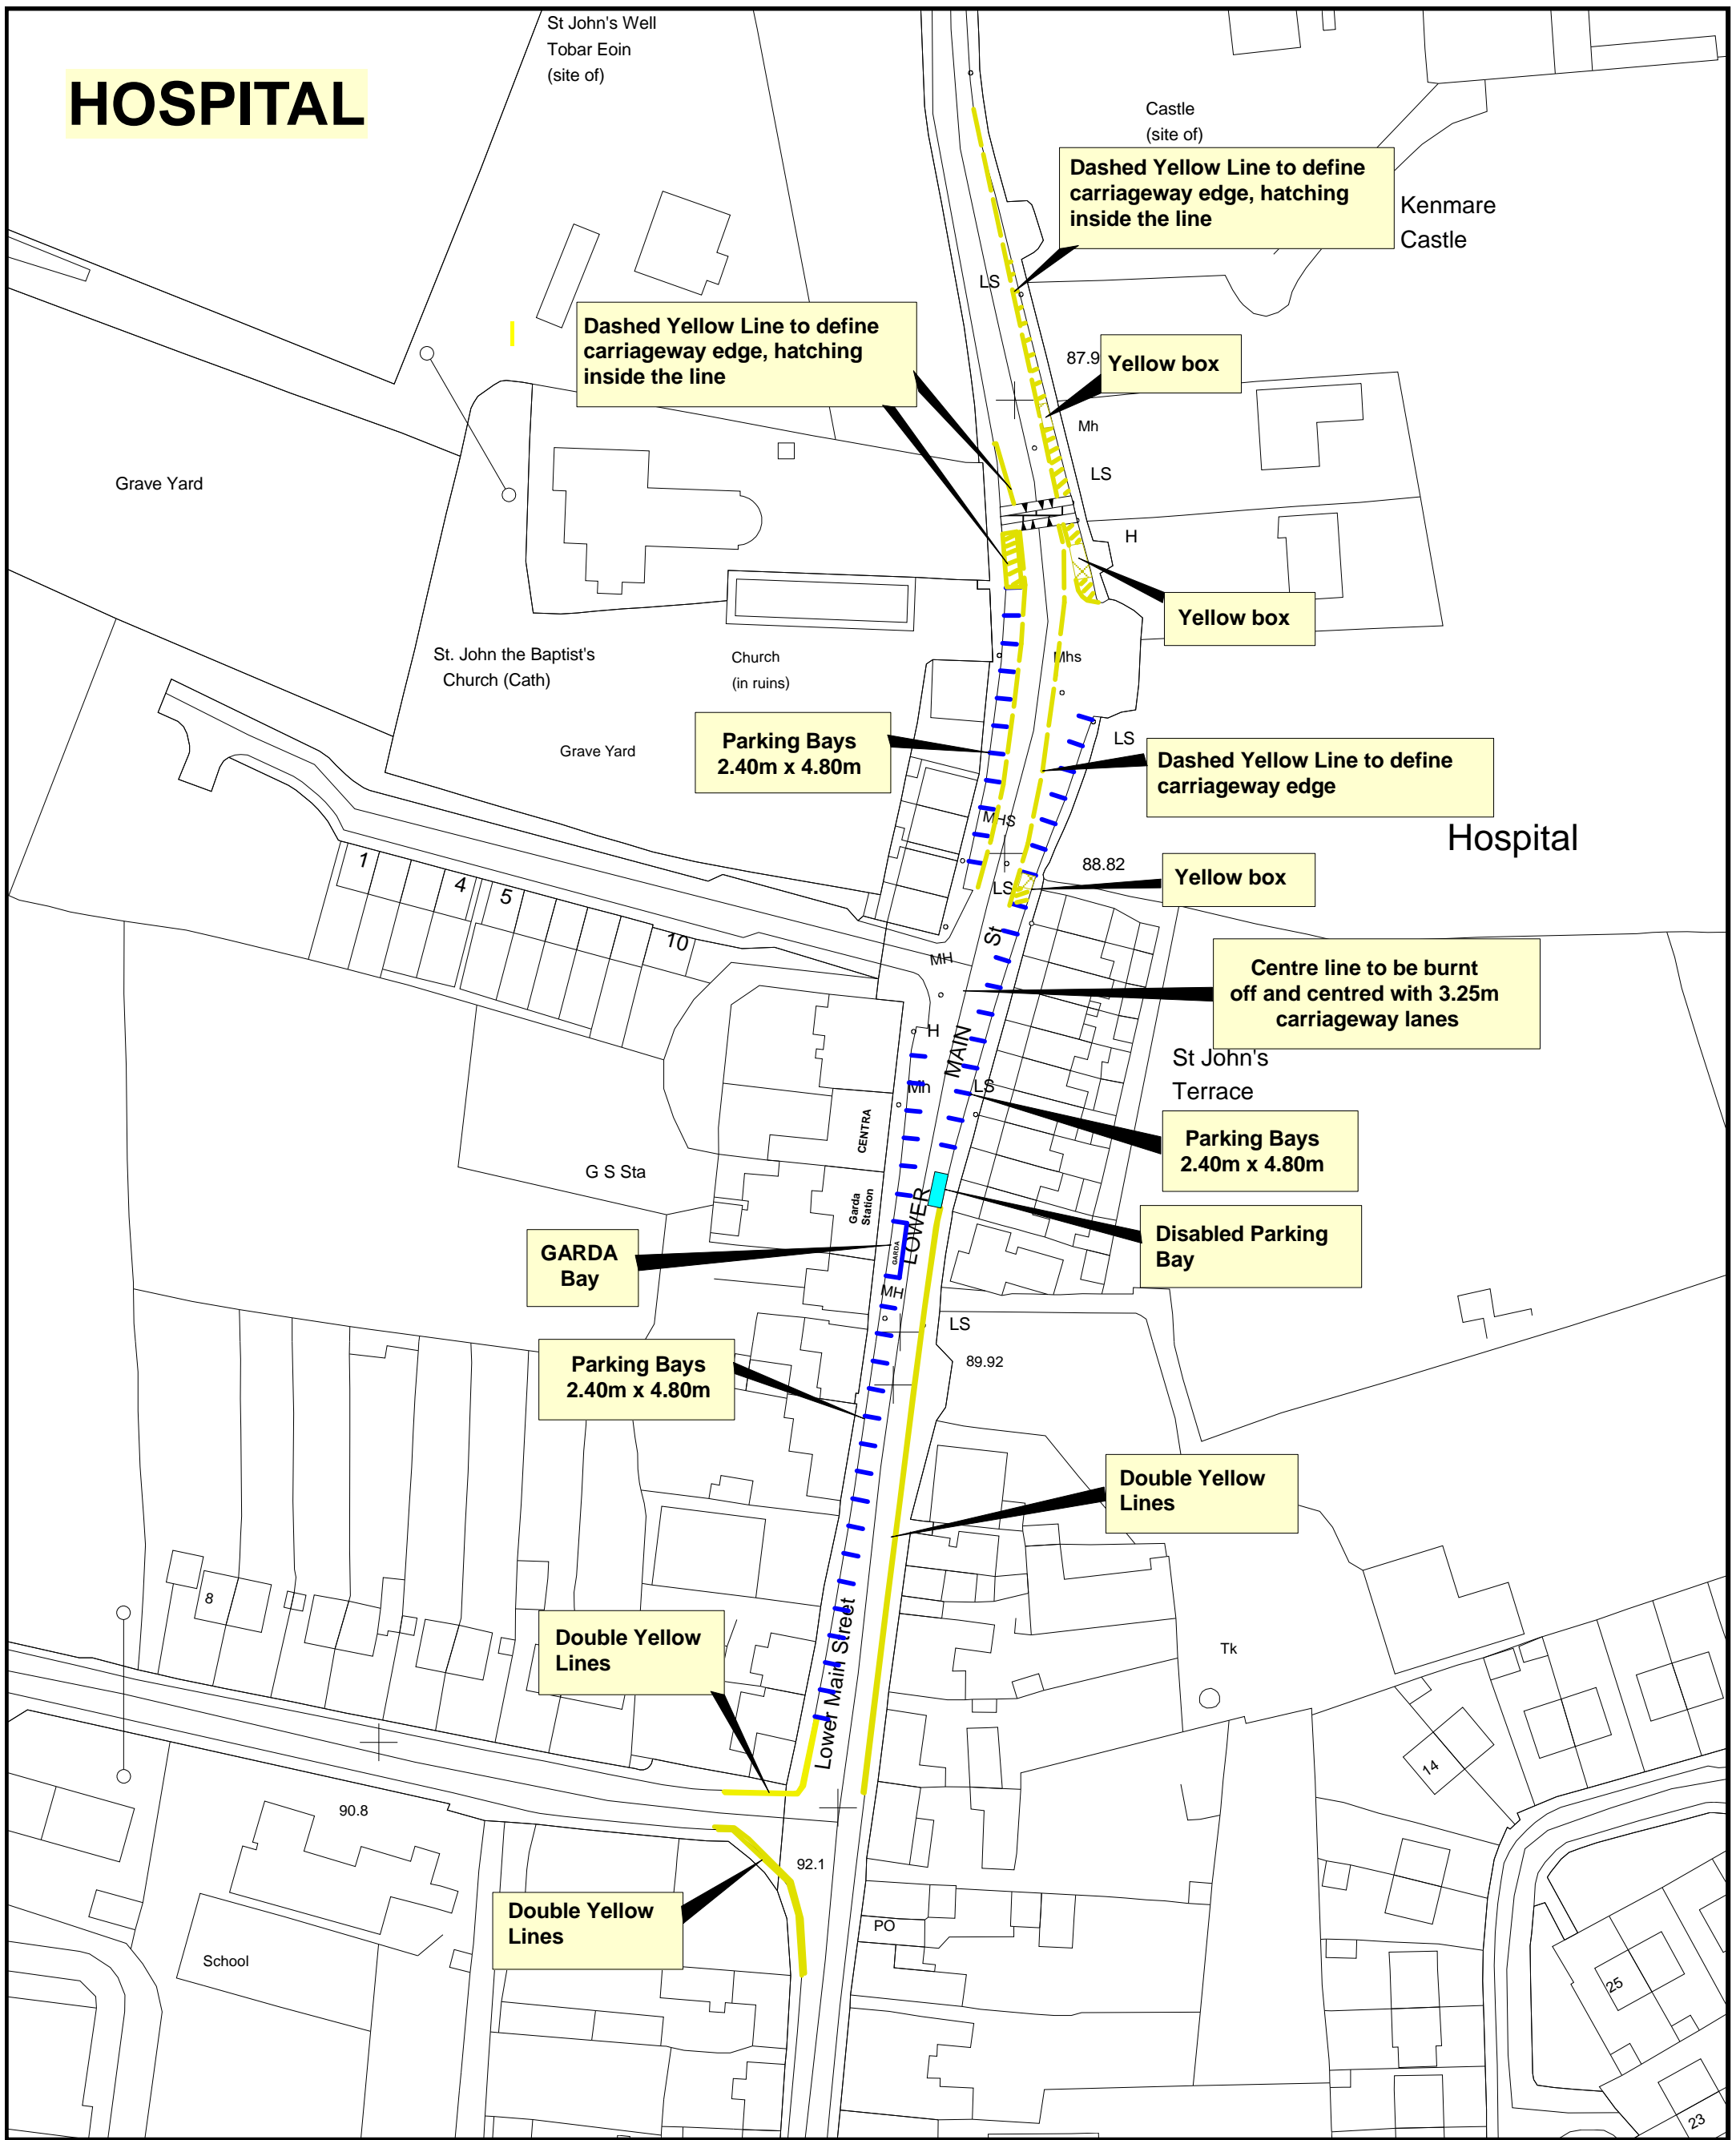 HOSPITAL
St John's Well
Tobar Eoin
(site of)
Castle
(site of)
Dashed Yellow Line to define
carriageway edge, hatching
inside the line
Kenmare
Castle
LS
Dashed Yellow Line to define
carriageway edge, hatching
inside the line
87.9
Yellow box
Mh
LS
Grave Yard
H
Yellow box
St. John the Baptist's
Church (Cath)
Church
(in ruins)
Mhs
Grave Yard
Parking Bays
2.40m x 4.80m
LS
Dashed Yellow Line to define
carriageway edge
MHS
Hospital
1
4
5
10
88.82
LS
Yellow box
St
MH
Centre line to be burnt
off and centred with 3.25m
carriageway lanes
H
MAIN
St John's
Terrace
Mh
LS
CENTRA
Parking Bays
2.40m x 4.80m
G S Sta
Garda
Station
LOWER
GARDA
Bay
GARDA
Disabled Parking
Bay
MH
LS
89.92
Parking Bays
2.40m x 4.80m
Double Yellow
Lines
8
Double Yellow
Lines
Lower Main Street
Tk
14
90.8
92.1
Double Yellow
Lines
PO
School
25
23